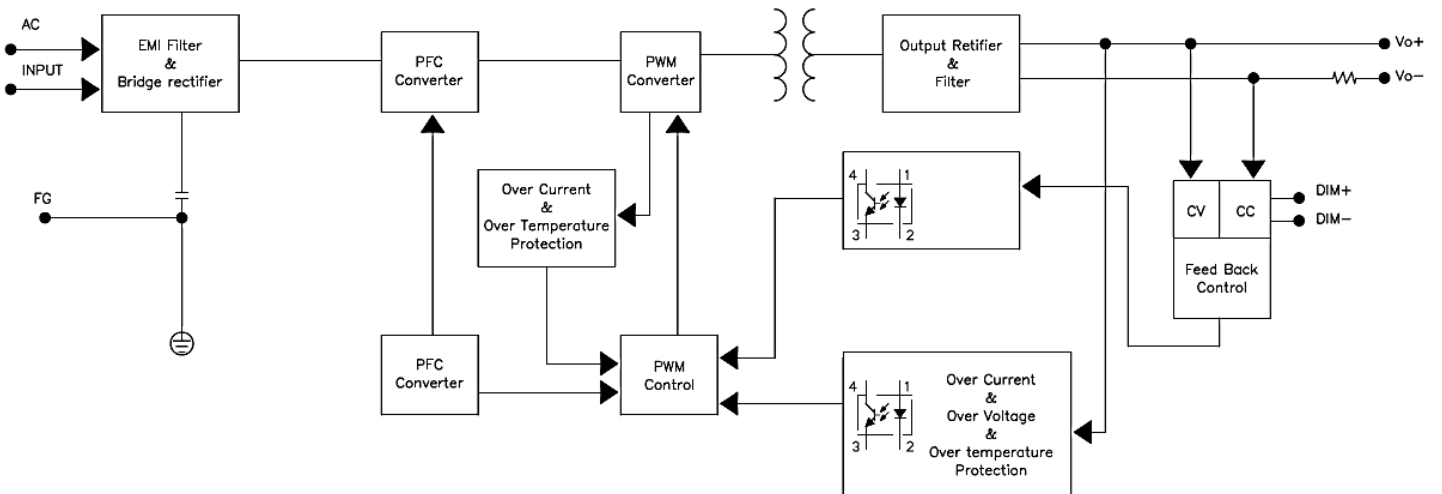 AC
INPUT
EMI Filter
&
Bridge rectifier
PFC
Converter
PWM
Converter
Output Retifier
&
Filter
Vo+
Vo-
FG
Over Current
&
Over Temperature
Protection
4 1
3 2
CV CC
DIM+
DIM-
Feed Back
Control
PFC
Converter
PWM
Control
4 1
3 2
Over Current
&
Over Voltage
&
Over temperature
Protection